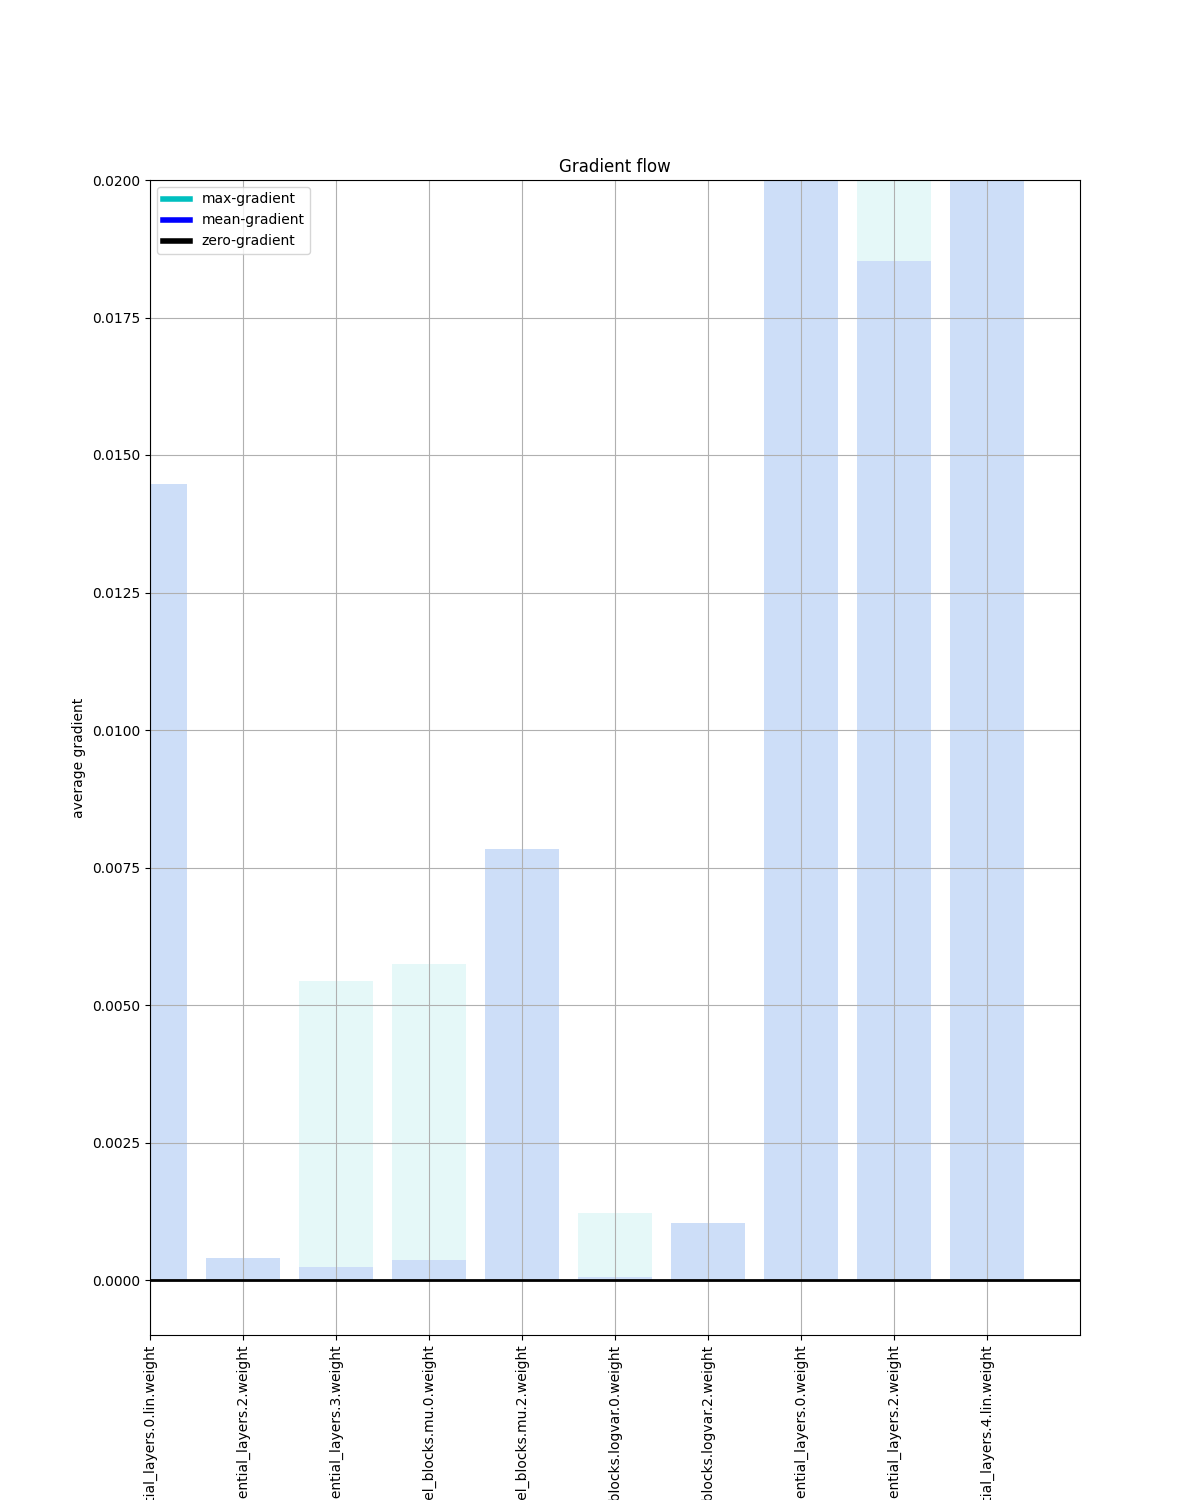 Gradient flow
max-gradient
mean-gradient
zero-gradient
0.0200
0.0175
0.0150
0.0125
0.0100
0.0075
0.0050
0.0025
0.0000
average gradient
tial_layers.0.lin.weight
ential_layers.2.weight
ential_layers.3.weight
el_blocks.mu.0.weight
el_blocks.mu.2.weight
blocks.logvar.0.weight
blocks.logvar.2.weight
ential_layers.0.weight
ential_layers.2.weight
tial_layers.4.lin.weight